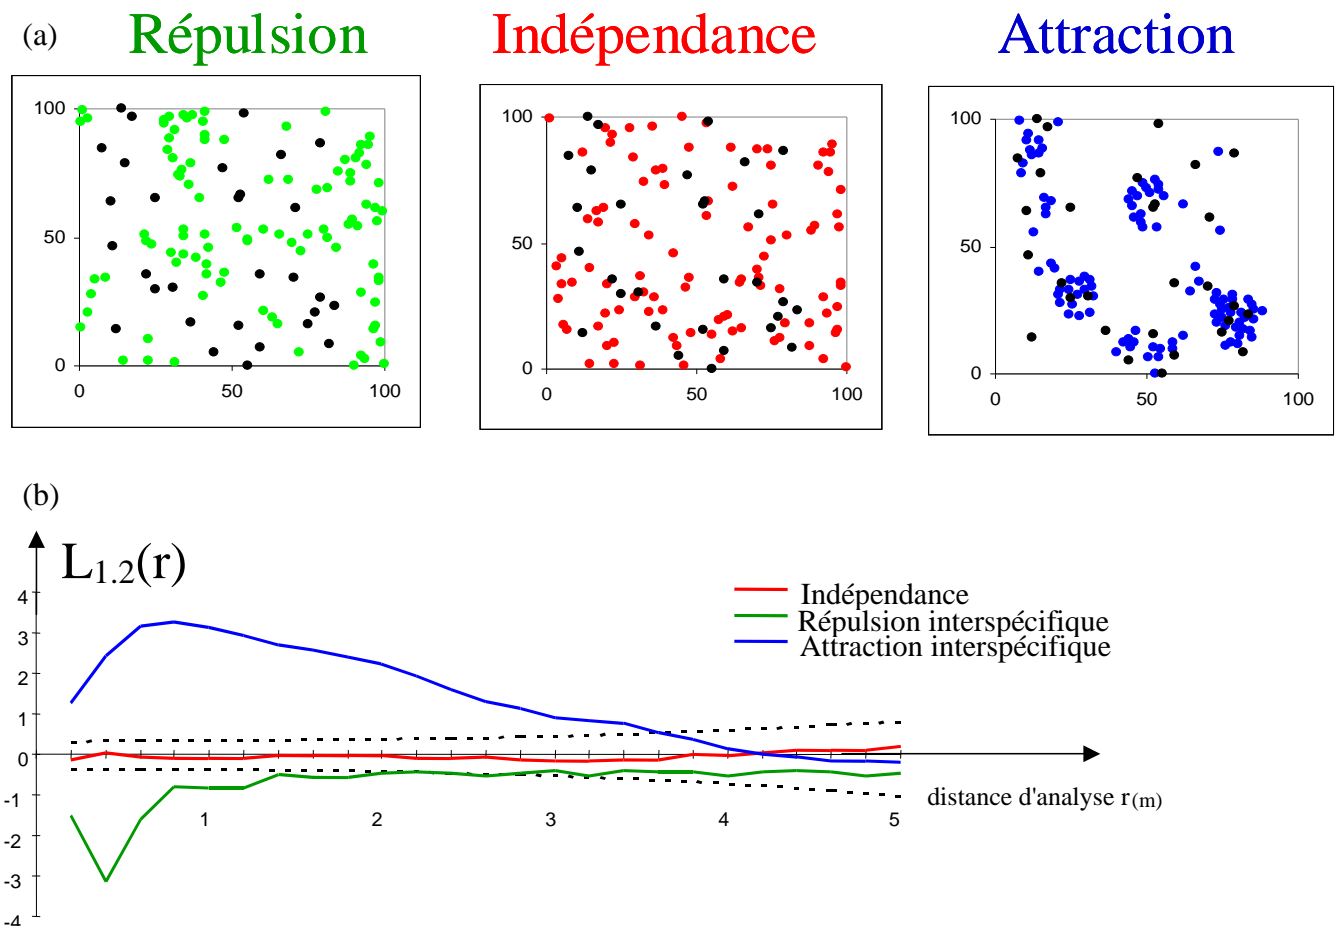 (a) Répulsion Indépendance Attraction
100 100 100
50 50 50
0 0 0
0 50 100 0 50 100 0 50 100
(b)
L1.2(r)
4
3
2
1
0
-1
-2
-3
-4
Indépendance
Répulsion interspécifique
Attraction interspécifique
distance d'analyse r(m)
1 2 3 4 5